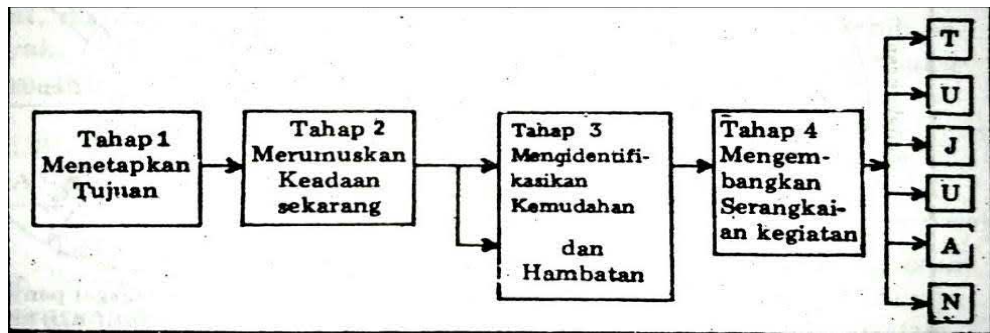 Tahap 1
Menetapkan
Tujuan
Tahap 2
Merumuskan
Keadaan
sekarang
Tahap 3
Mengidentifi-
kasikan
Kemudahan
dan
Hambatan
Tahap 4
Mengem-
bangkan
Serangkai-
an kegiatan
T
U
J
U
A
N